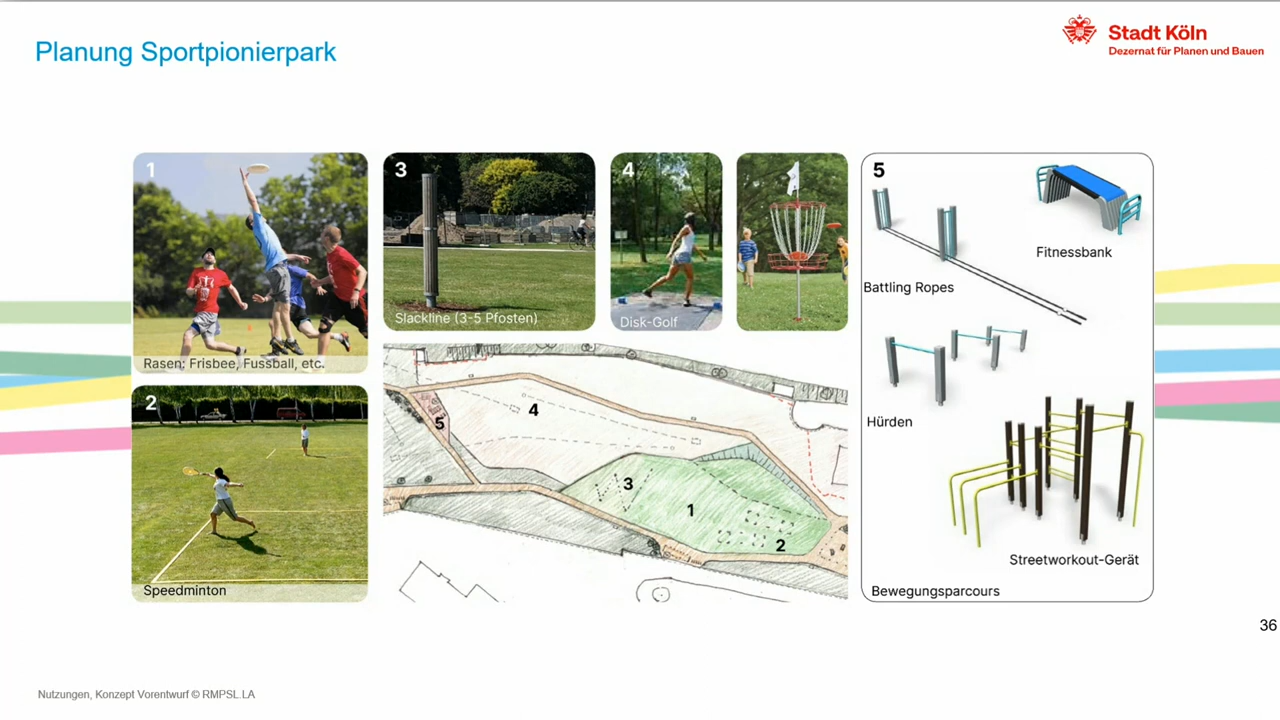 Planung Sportpionierpark
Stadt Köln
Dezernat für Planen und Bauen
1
Rasen; Frisbee, Fussball, etc.
2
Speedminton
3
Slackline (3-5 Pfosten)
4
Disk-Golf
4
5
3
1
2
5
Fitnessbank
Battling Ropes
Hürden
Streetworkout-Gerät
Bewegungsparcours
36
Nutzungen, Konzept Vorentwurf © RMPSL.LA